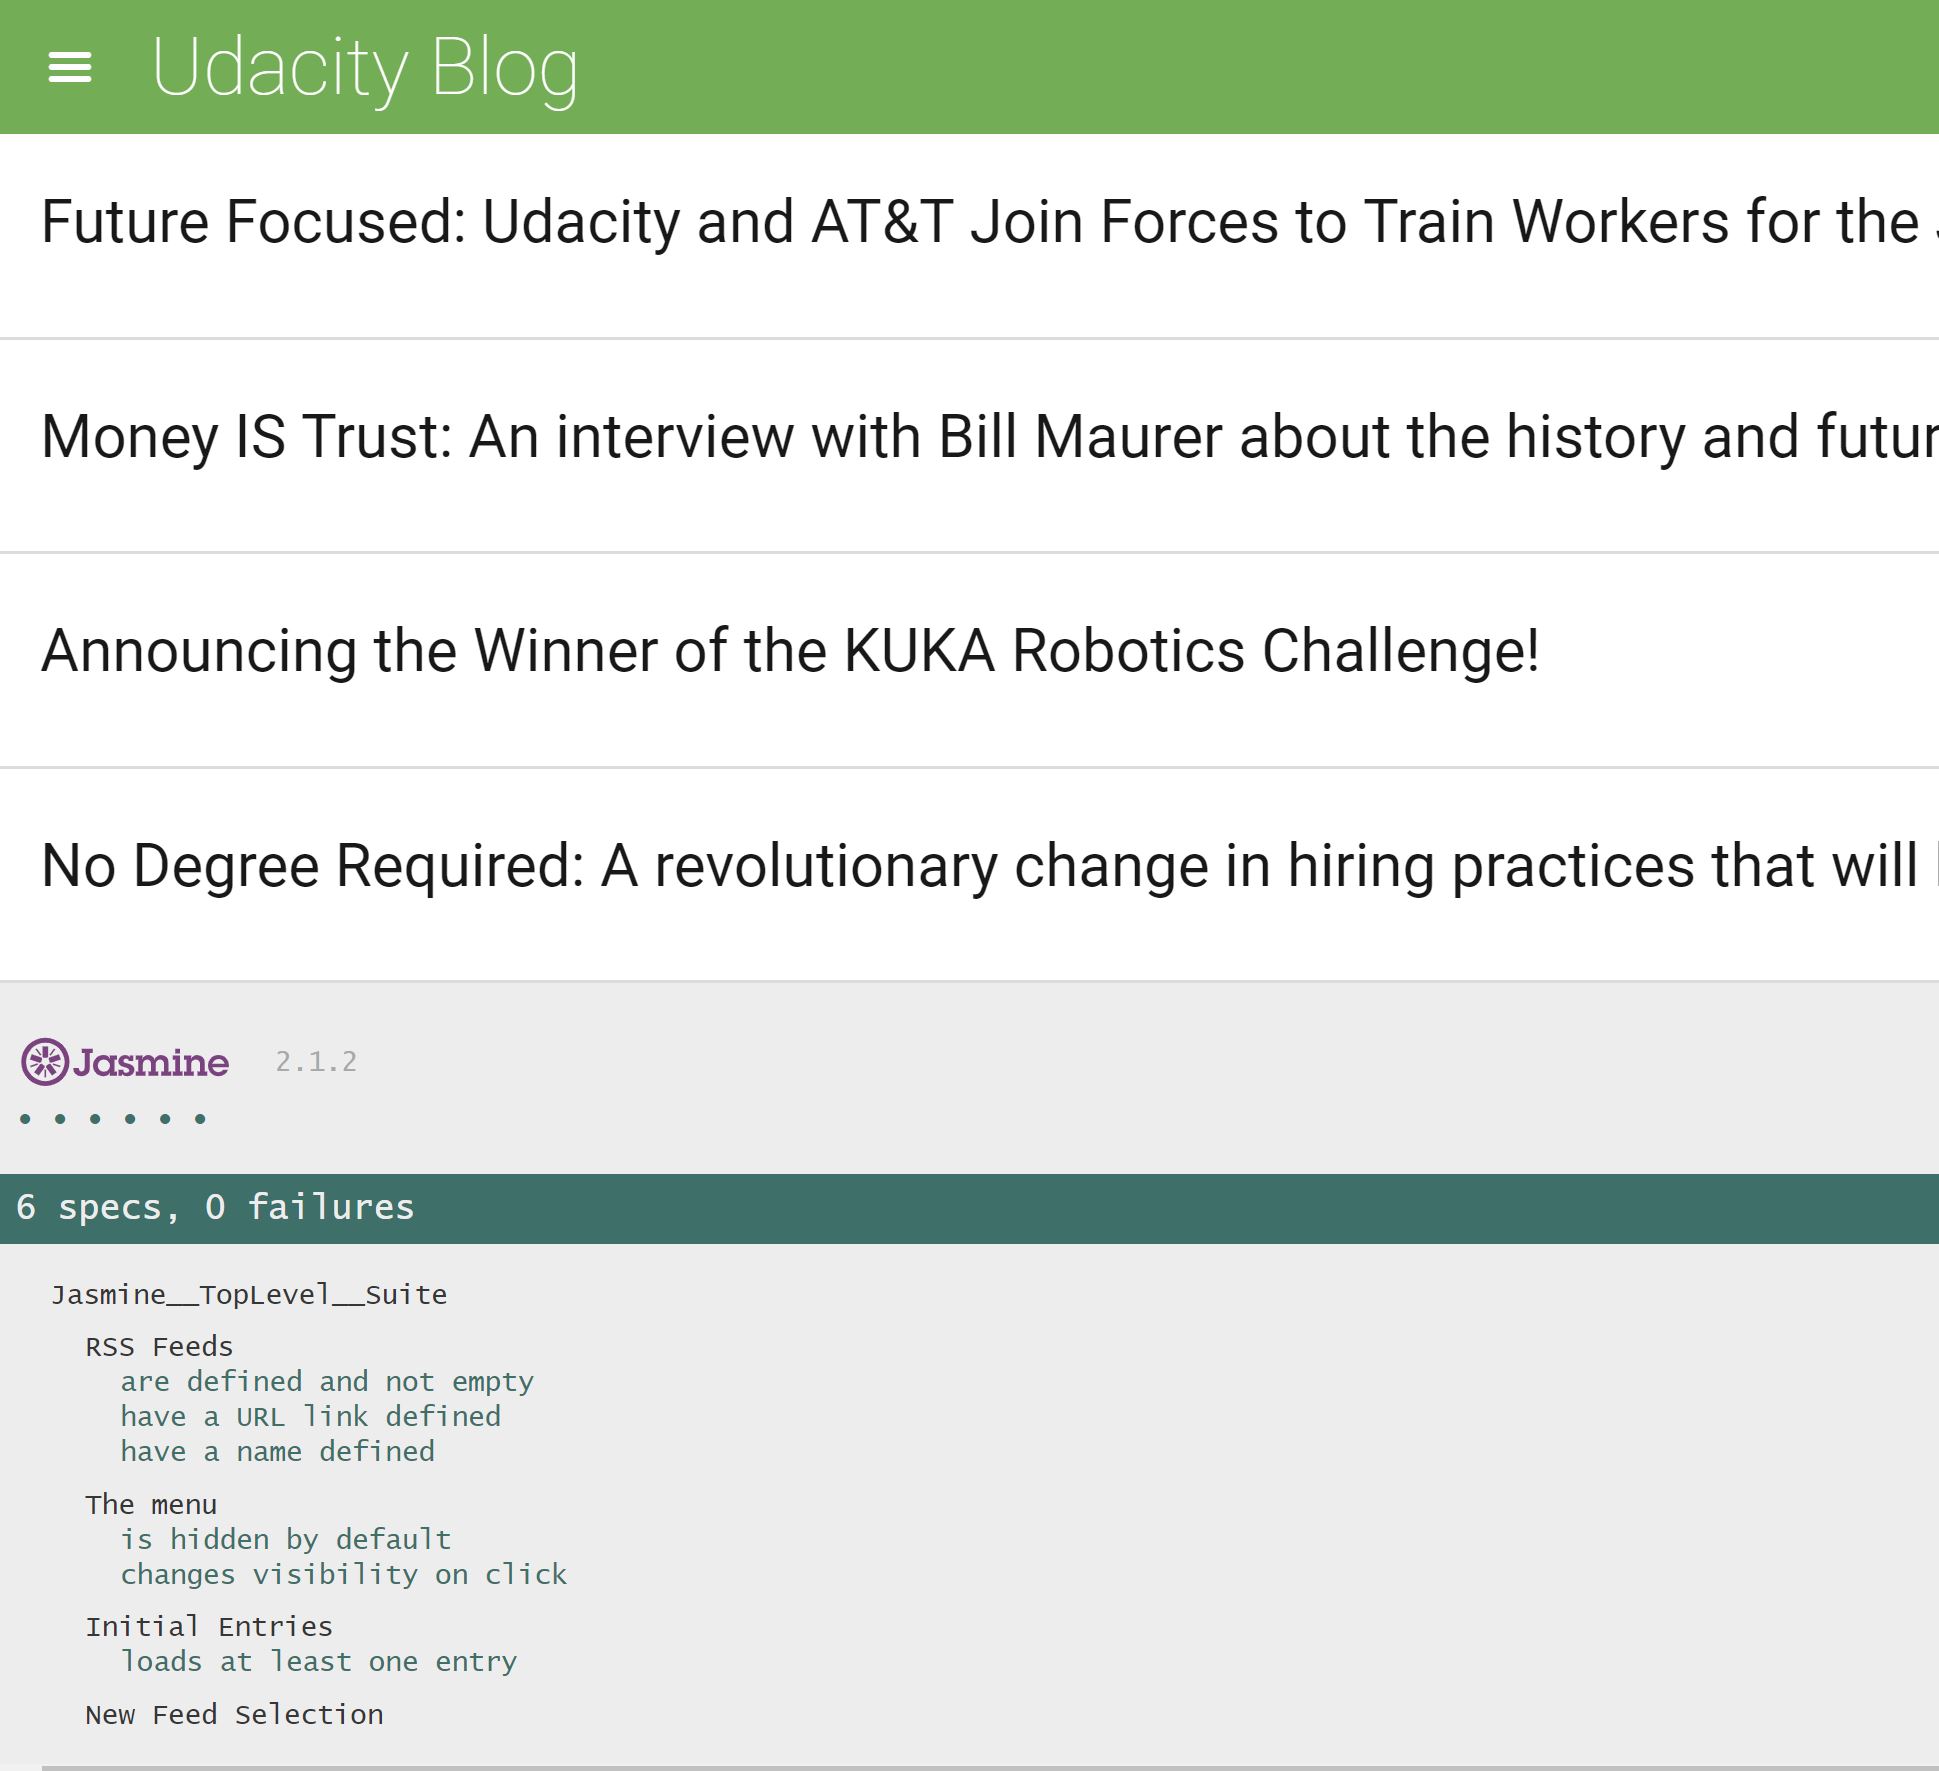 Udacity Blog
Future Focused: Udacity and AT&T Join Forces to Train Workers for the
Money IS Trust: An interview with Bill Maurer about the history and futur
Announcing the Winner of the KUKA Robotics Challenge!
No Degree Required: A revolutionary change in hiring practices that will
Jasmine 2.1.2
• • • • • •
6 specs, 0 failures
Jasmine__TopLevel__Suite
RSS Feeds
are defined and not empty
have a URL link defined
have a name defined
The menu
is hidden by default
changes visibility on click
Initial Entries
loads at least one entry
New Feed Selection